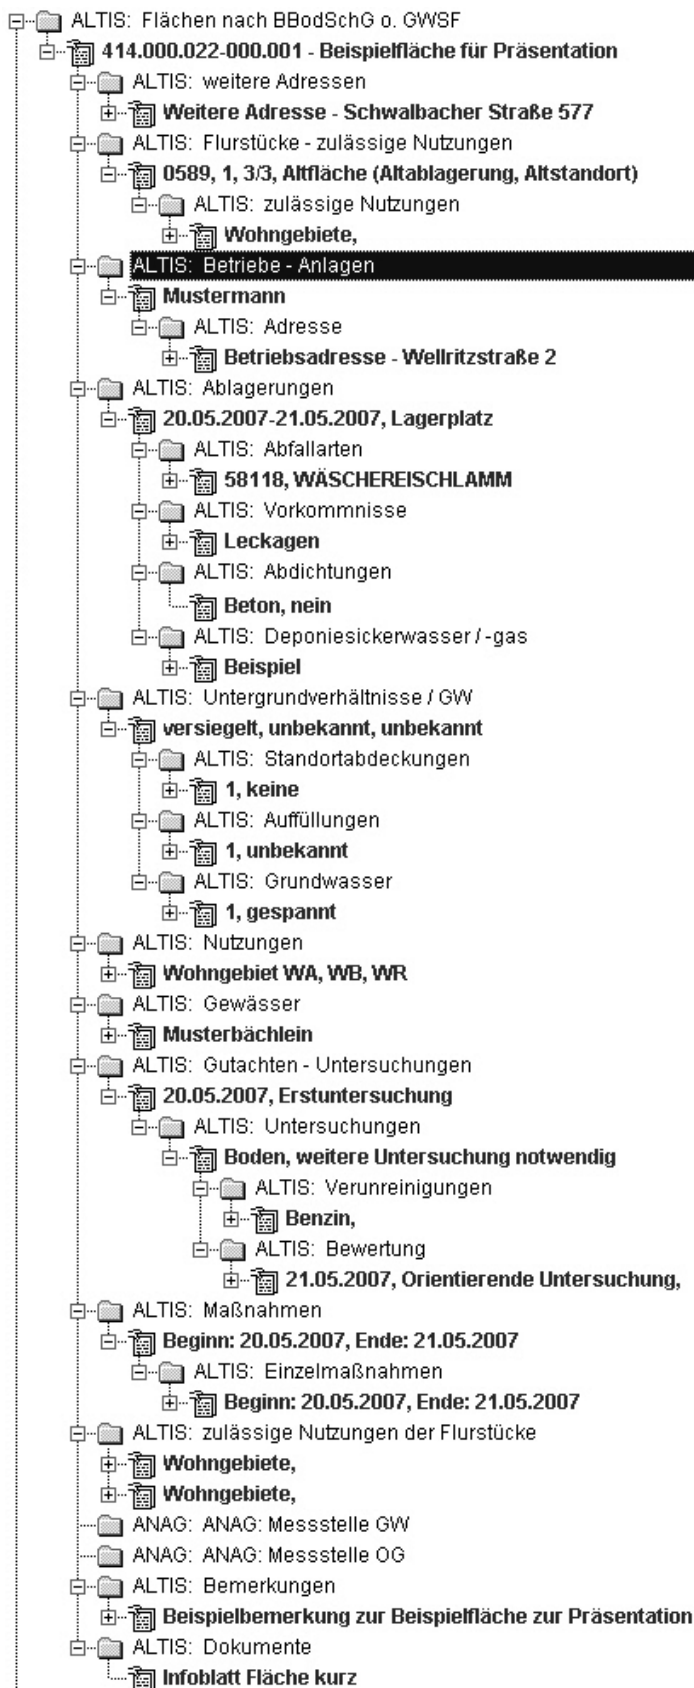 ALTIS: Flächen nach BBodSchG o. GWSF
414.000.022-000.001 - Beispielfläche für Präsentation
ALTIS: weitere Adressen
Weitere Adresse - Schwalbacher Straße 577
ALTIS: Flurstücke - zulässige Nutzungen
0589, 1, 3/3, Altfläche (Altablagerung, Altstandort)
ALTIS: zulässige Nutzungen
Wohngebiete,
ALTIS: Betriebe - Anlagen
Mustermann
ALTIS: Adresse
Betriebsadresse - Wellritzstraße 2
ALTIS: Ablagerungen
20.05.2007-21.05.2007, Lagerplatz
ALTIS: Abfallarten
58118, WÄSCHEREISCHLAMM
ALTIS: Vorkommnisse
Leckagen
ALTIS: Abdichtungen
Beton, nein
ALTIS: Deponiesickerwasser / -gas
Beispiel
ALTIS: Untergrundverhältnisse / GW
versiegelt, unbekannt, unbekannt
ALTIS: Standortabdeckungen
1, keine
ALTIS: Auffüllungen
1, unbekannt
ALTIS: Grundwasser
1, gespannt
ALTIS: Nutzungen
Wohngebiet WA, WB, WR
ALTIS: Gewässer
Musterbächlein
ALTIS: Gutachten - Untersuchungen
20.05.2007, Erstuntersuchung
ALTIS: Untersuchungen
Boden, weitere Untersuchung notwendig
ALTIS: Verunreinigungen
Benzin,
ALTIS: Bewertung
21.05.2007, Orientierende Untersuchung,
ALTIS: Maßnahmen
Beginn: 20.05.2007, Ende: 21.05.2007
ALTIS: Einzelmaßnahmen
Beginn: 20.05.2007, Ende: 21.05.2007
ALTIS: zulässige Nutzungen der Flurstücke
Wohngebiete,
Wohngebiete,
ANAG: ANAG: Messstelle GW
ANAG: ANAG: Messstelle OG
ALTIS: Bemerkungen
Beispielbemerkung zur Beispielfläche zur Präsentation
ALTIS: Dokumente
Infoblatt Fläche kurz